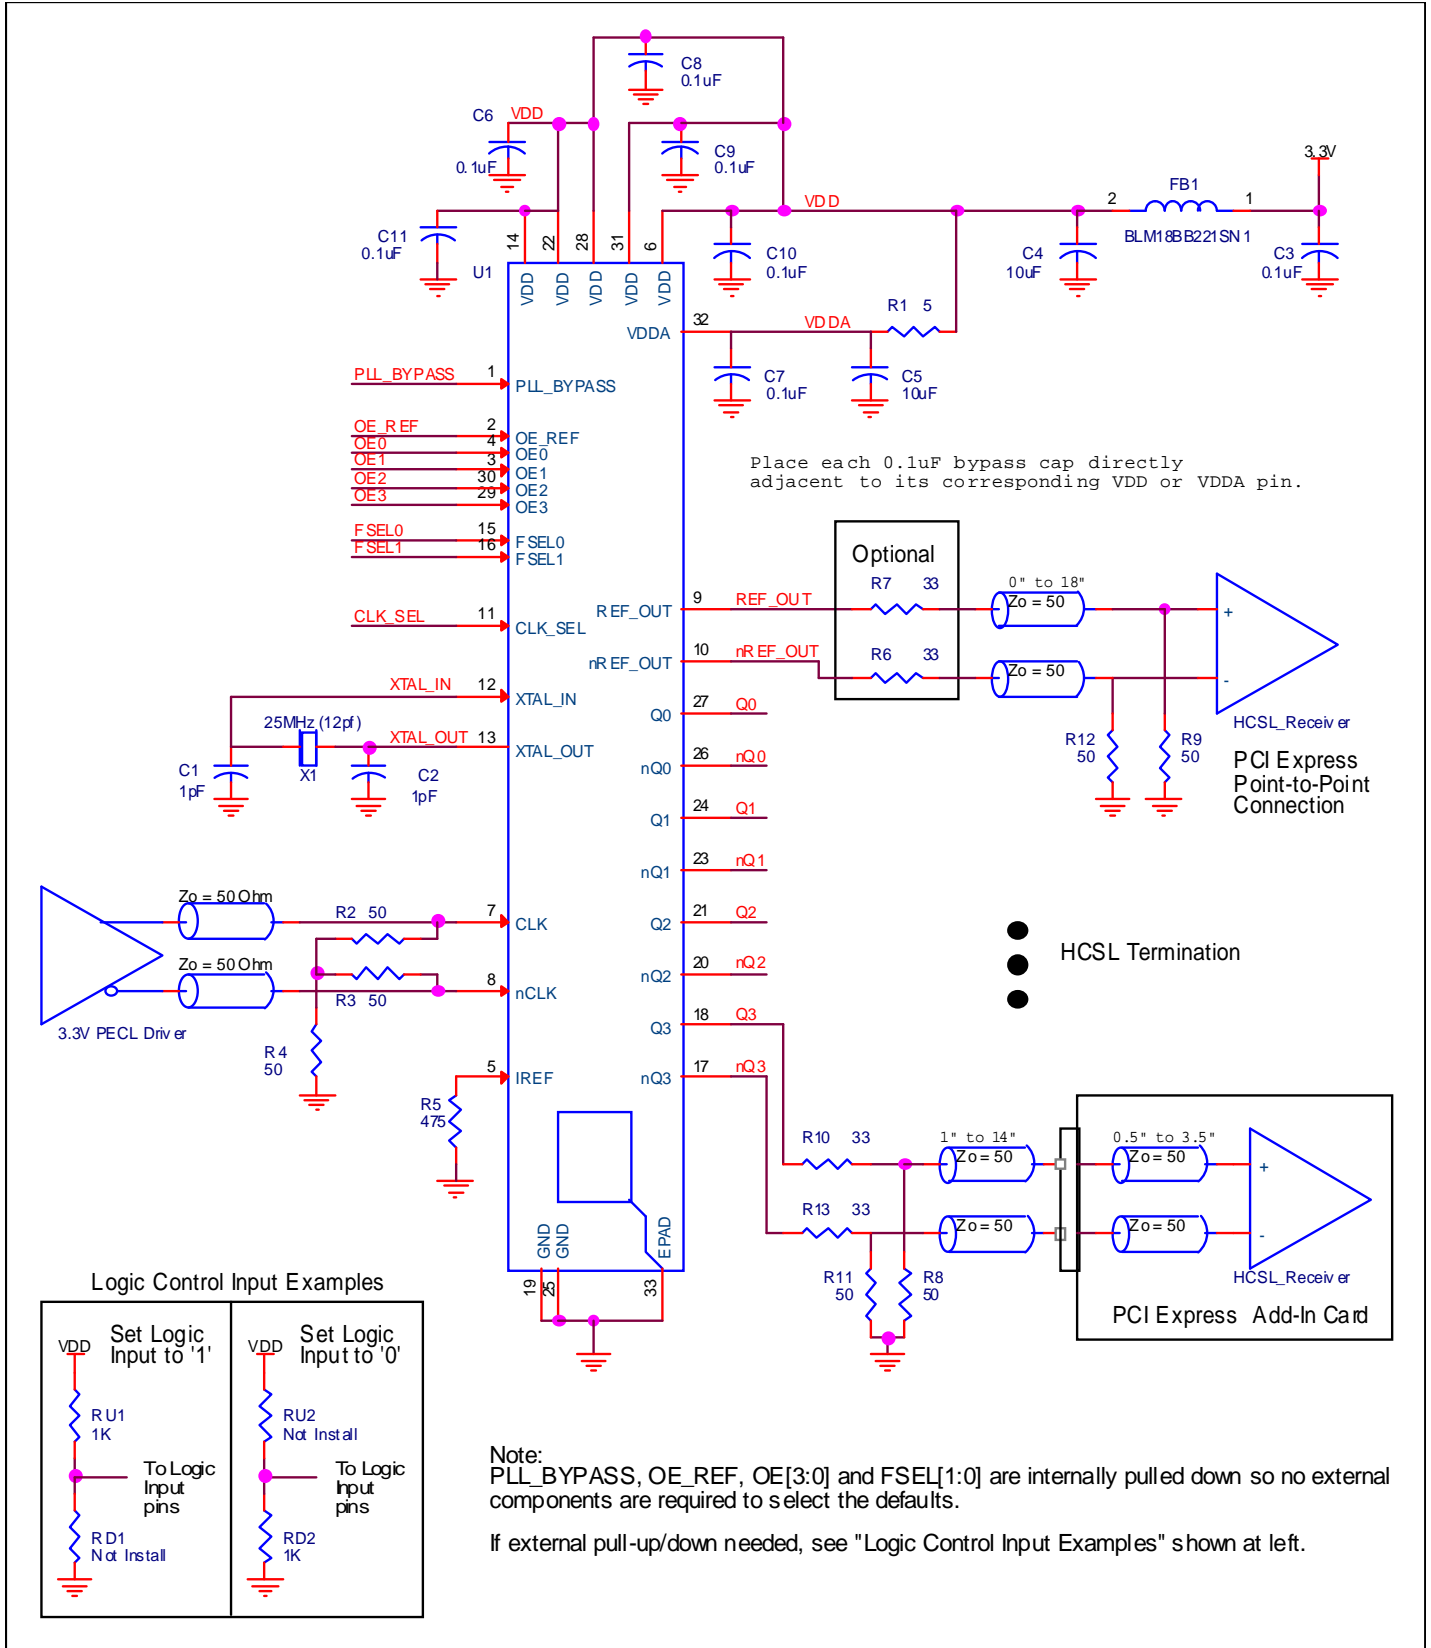 C8
0.1uF
C6
VDD
0.1uF
C9
0.1uF
3.3V
FB1
2
1
BLM18BB221SN1
VDD
C11
0.1uF
14
22
28
31
6
C10
0.1uF
C4
10uF
C3
0.1uF
U1
VDD
VDD
VDD
VDD
VDD
R1 5
VDDA
32
VDDA
C7
0.1uF
C5
10uF
PLL_BYPASS
1
PLL_BYPASS
OE_REF
2
OE_REF
OE0
4
OE0
OE1
3
OE1
OE2
30
OE2
OE3
29
OE3
Place each 0.1uF bypass cap directly
adjacent to its corresponding VDD or VDDA pin.
FSEL0
15
FSEL0
FSEL1
16
FSEL1
Optional
R7 33
0" to 18"
Zo = 50
REF_OUT
9
REF_OUT
+
CLK_SEL
11
CLK_SEL
nREF_OUT
10
nREF_OUT
R6 33
Zo = 50
-
HCSL_Receiver
XTAL_IN
12
XTAL_IN
25MHz (12pf)
XTAL_OUT
13
XTAL_OUT
X1
C1
1pF
C2
1pF
Q0
27
Q0
nQ0
26
nQ0
R12
50
R9
50
PCI Express
Point-to-Point
Connection
Q1
24
Q1
nQ1
23
nQ1
Zo = 50 Ohm
R2 50
7
CLK
Q2
21
Q2
Zo = 50 Ohm
R3 50
8
nCLK
nQ2
20
nQ2
HCSL Termination
3.3V PECL Driver
R4
50
Q3
18
Q3
5
IREF
nQ3
17
nQ3
R5
475
R10 33
1" to 14"
Zo = 50
0.5" to 3.5"
Zo = 50
+
R13 33
Zo = 50
Zo = 50
-
HCSL_Receiver
R11
50
R8
50
PCI Express Add-In Card
GND
GND
EPAD
19
25
33
Logic Control Input Examples
VDD
Set Logic
Input to '1'
RU1
1K
To Logic
Input
pins
RD1
Not Install
VDD
Set Logic
Input to '0'
RU2
Not Install
To Logic
Input
pins
RD2
1K
Note:
PLL_BYPASS, OE_REF, OE[3:0] and FSEL[1:0] are internally pulled down so no external
components are required to select the defaults.
If external pull-up/down needed, see "Logic Control Input Examples" shown at left.